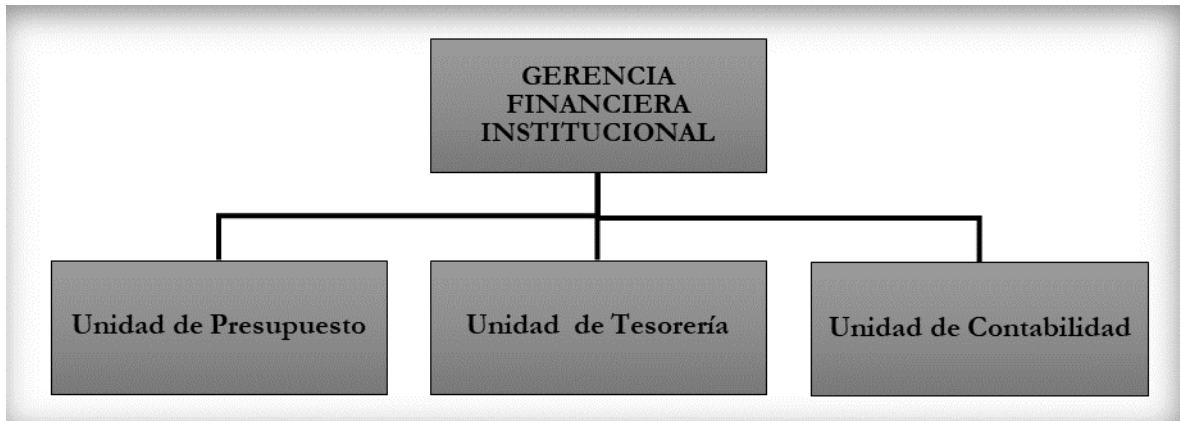 GERENCIA
FINANCIERA
INSTITUCIONAL
Unidad de Presupuesto
Unidad de Tesorería
Unidad de Contabilidad